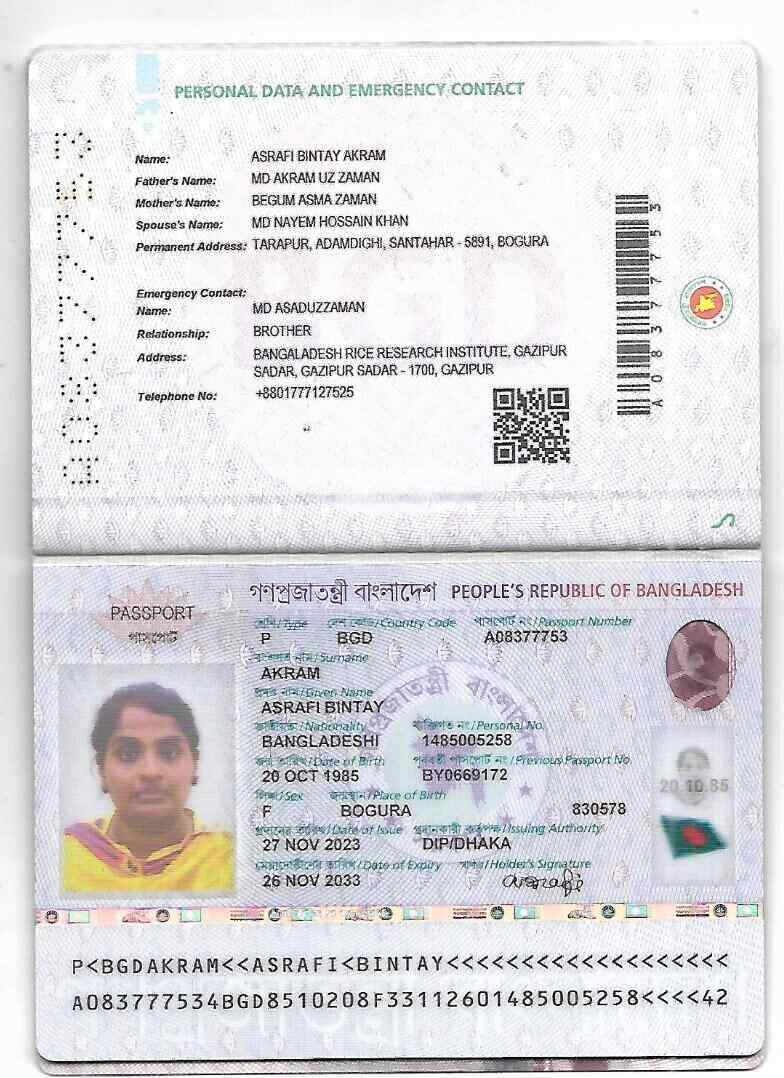 PERSONAL DATA AND EMERGENCY CONTACT
Name: ASRAFI BINTAY AKRAM
Father's Name: MD AKRAM UZ ZAMAN
Mother's Name: BEGUM ASMA ZAMAN
Spouse's Name: MD NAYEM HOSSAIN KHAN
Permanent Address: TARAPUR, ADAMDIGHI, SANTAHAR - 5891, BOGURA
Emergency Contact:
Name: MD ASADUZZAMAN
Relationship: BROTHER
Address: BANGALADESH RICE RESEARCH INSTITUTE, GAZIPUR
SADAR, GAZIPUR SADAR - 1700, GAZIPUR
Telephone No: +8801777127525
A08377753
A08377753
গণপ্রজাতন্ত্রী বাংলাদেশ PEOPLE'S REPUBLIC OF BANGLADESH
PASSPORT
পাসপোর্ট
শ্রেণি/Type দেশ কোড/Country Code পাসপোর্ট নং/Passport Number
P BGD A08377753
বংশগত নাম/Surname
AKRAM
প্রদত্ত নাম/Given Name
ASRAFI BINTAY
জাতীয়তা/Nationality ব্যক্তিগত নং/Personal No.
BANGLADESHI 1485005258
জন্ম তারিখ/Date of Birth পূর্ববর্তী পাসপোর্ট নং/Previous Passport No.
20 OCT 1985 BY0669172
লিঙ্গ/Sex জন্মস্থান/Place of Birth
F BOGURA 830578
প্রদানের তারিখ/Date of Issue প্রদানকারী কর্তৃপক্ষ/Issuing Authority
27 NOV 2023 DIP/DHAKA
মেয়াদোত্তীর্ণের তারিখ/Date of Expiry স্বাক্ষর/Holder's Signature
26 NOV 2033 asrafi
20.10.85
P<BGDAKRAM<<ASRAFI<BINTAY<<<<<<<<<<<<<<<<<<<
A083777534BGD8510208F33112601485005258<<<<42